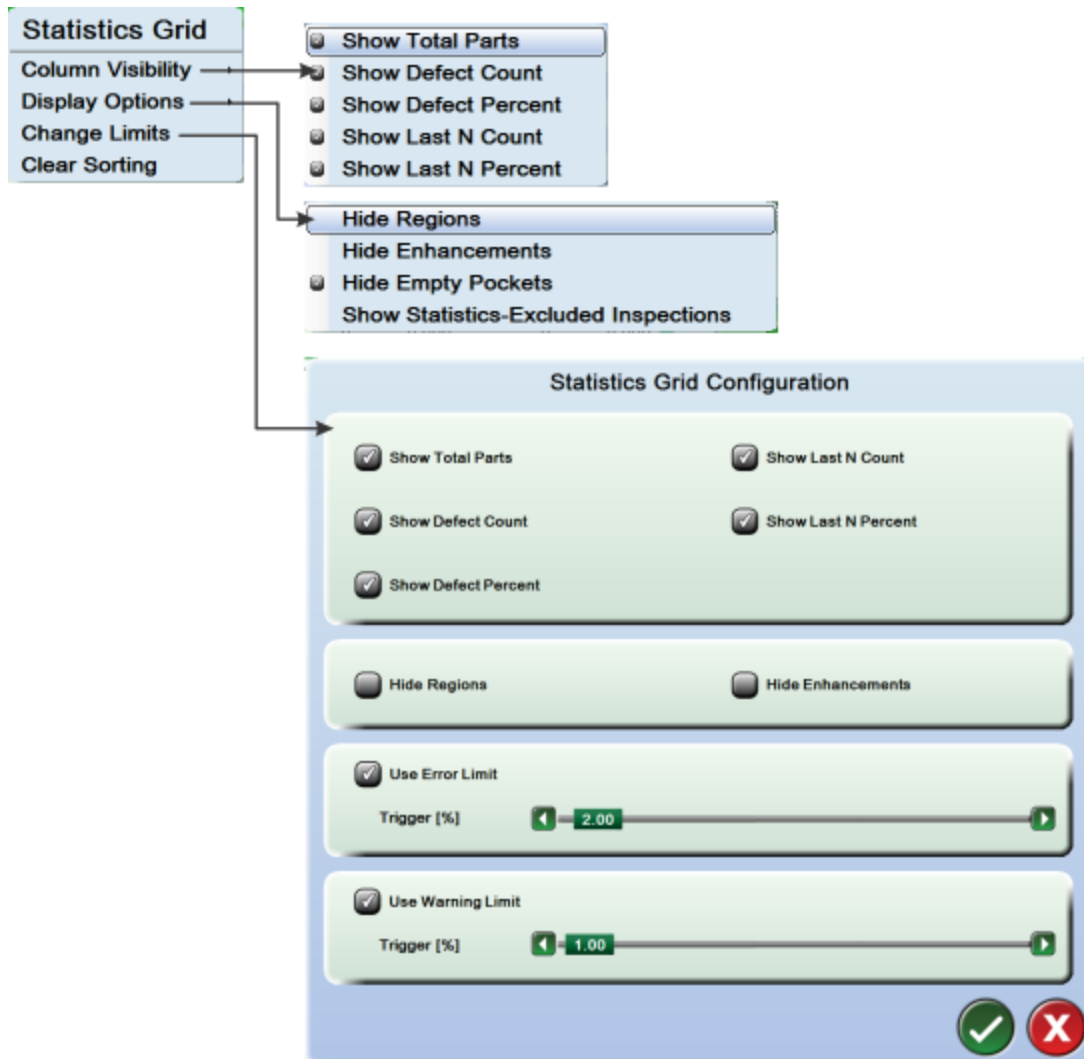 Statistics Grid
Column Visibility
Display Options
Change Limits
Clear Sorting
Show Total Parts
Show Defect Count
Show Defect Percent
Show Last N Count
Show Last N Percent
Hide Regions
Hide Enhancements
Hide Empty Pockets
Show Statistics-Excluded Inspections
Statistics Grid Configuration
Show Total Parts
Show Last N Count
Show Defect Count
Show Last N Percent
Show Defect Percent
Hide Regions
Hide Enhancements
Use Error Limit
Trigger [%]
2.00
Use Warning Limit
Trigger [%]
1.00